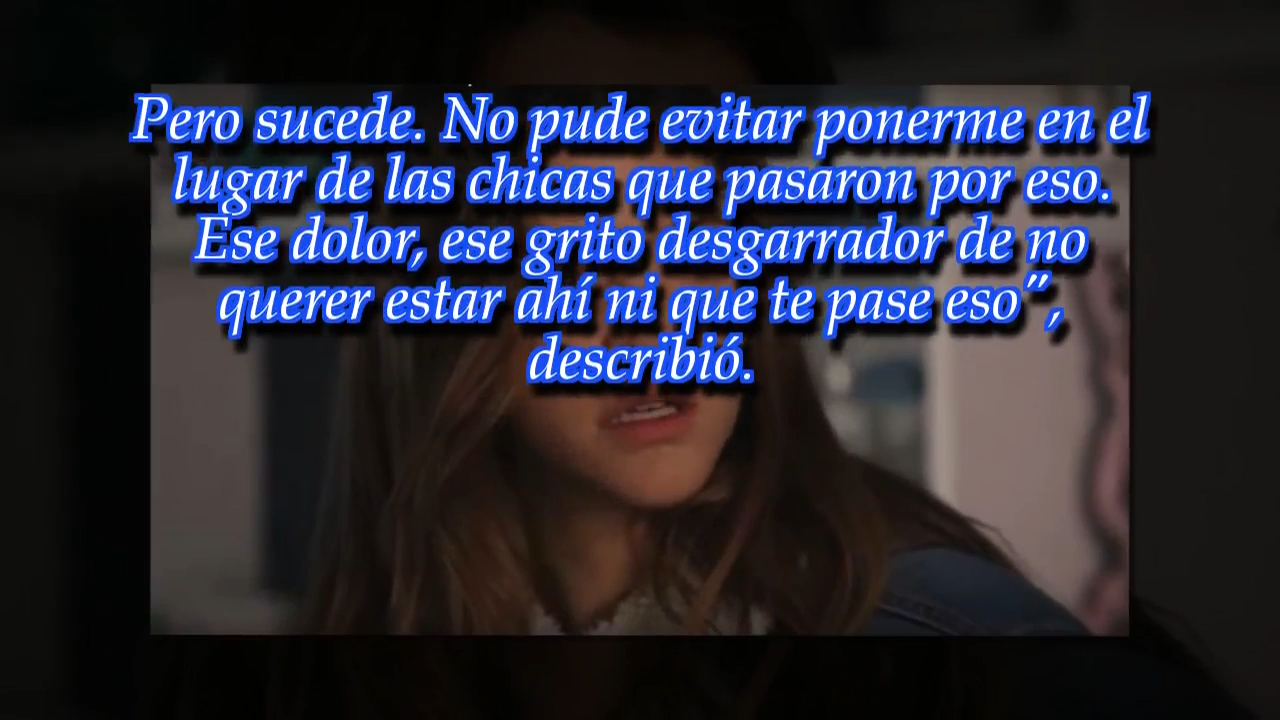 Pero sucede. No pude evitar ponerme en el
lugar de las chicas que pasaron por eso.
Ese dolor, ese grito desgarrador de no
querer estar ahí ni que te pase eso”,
describió.